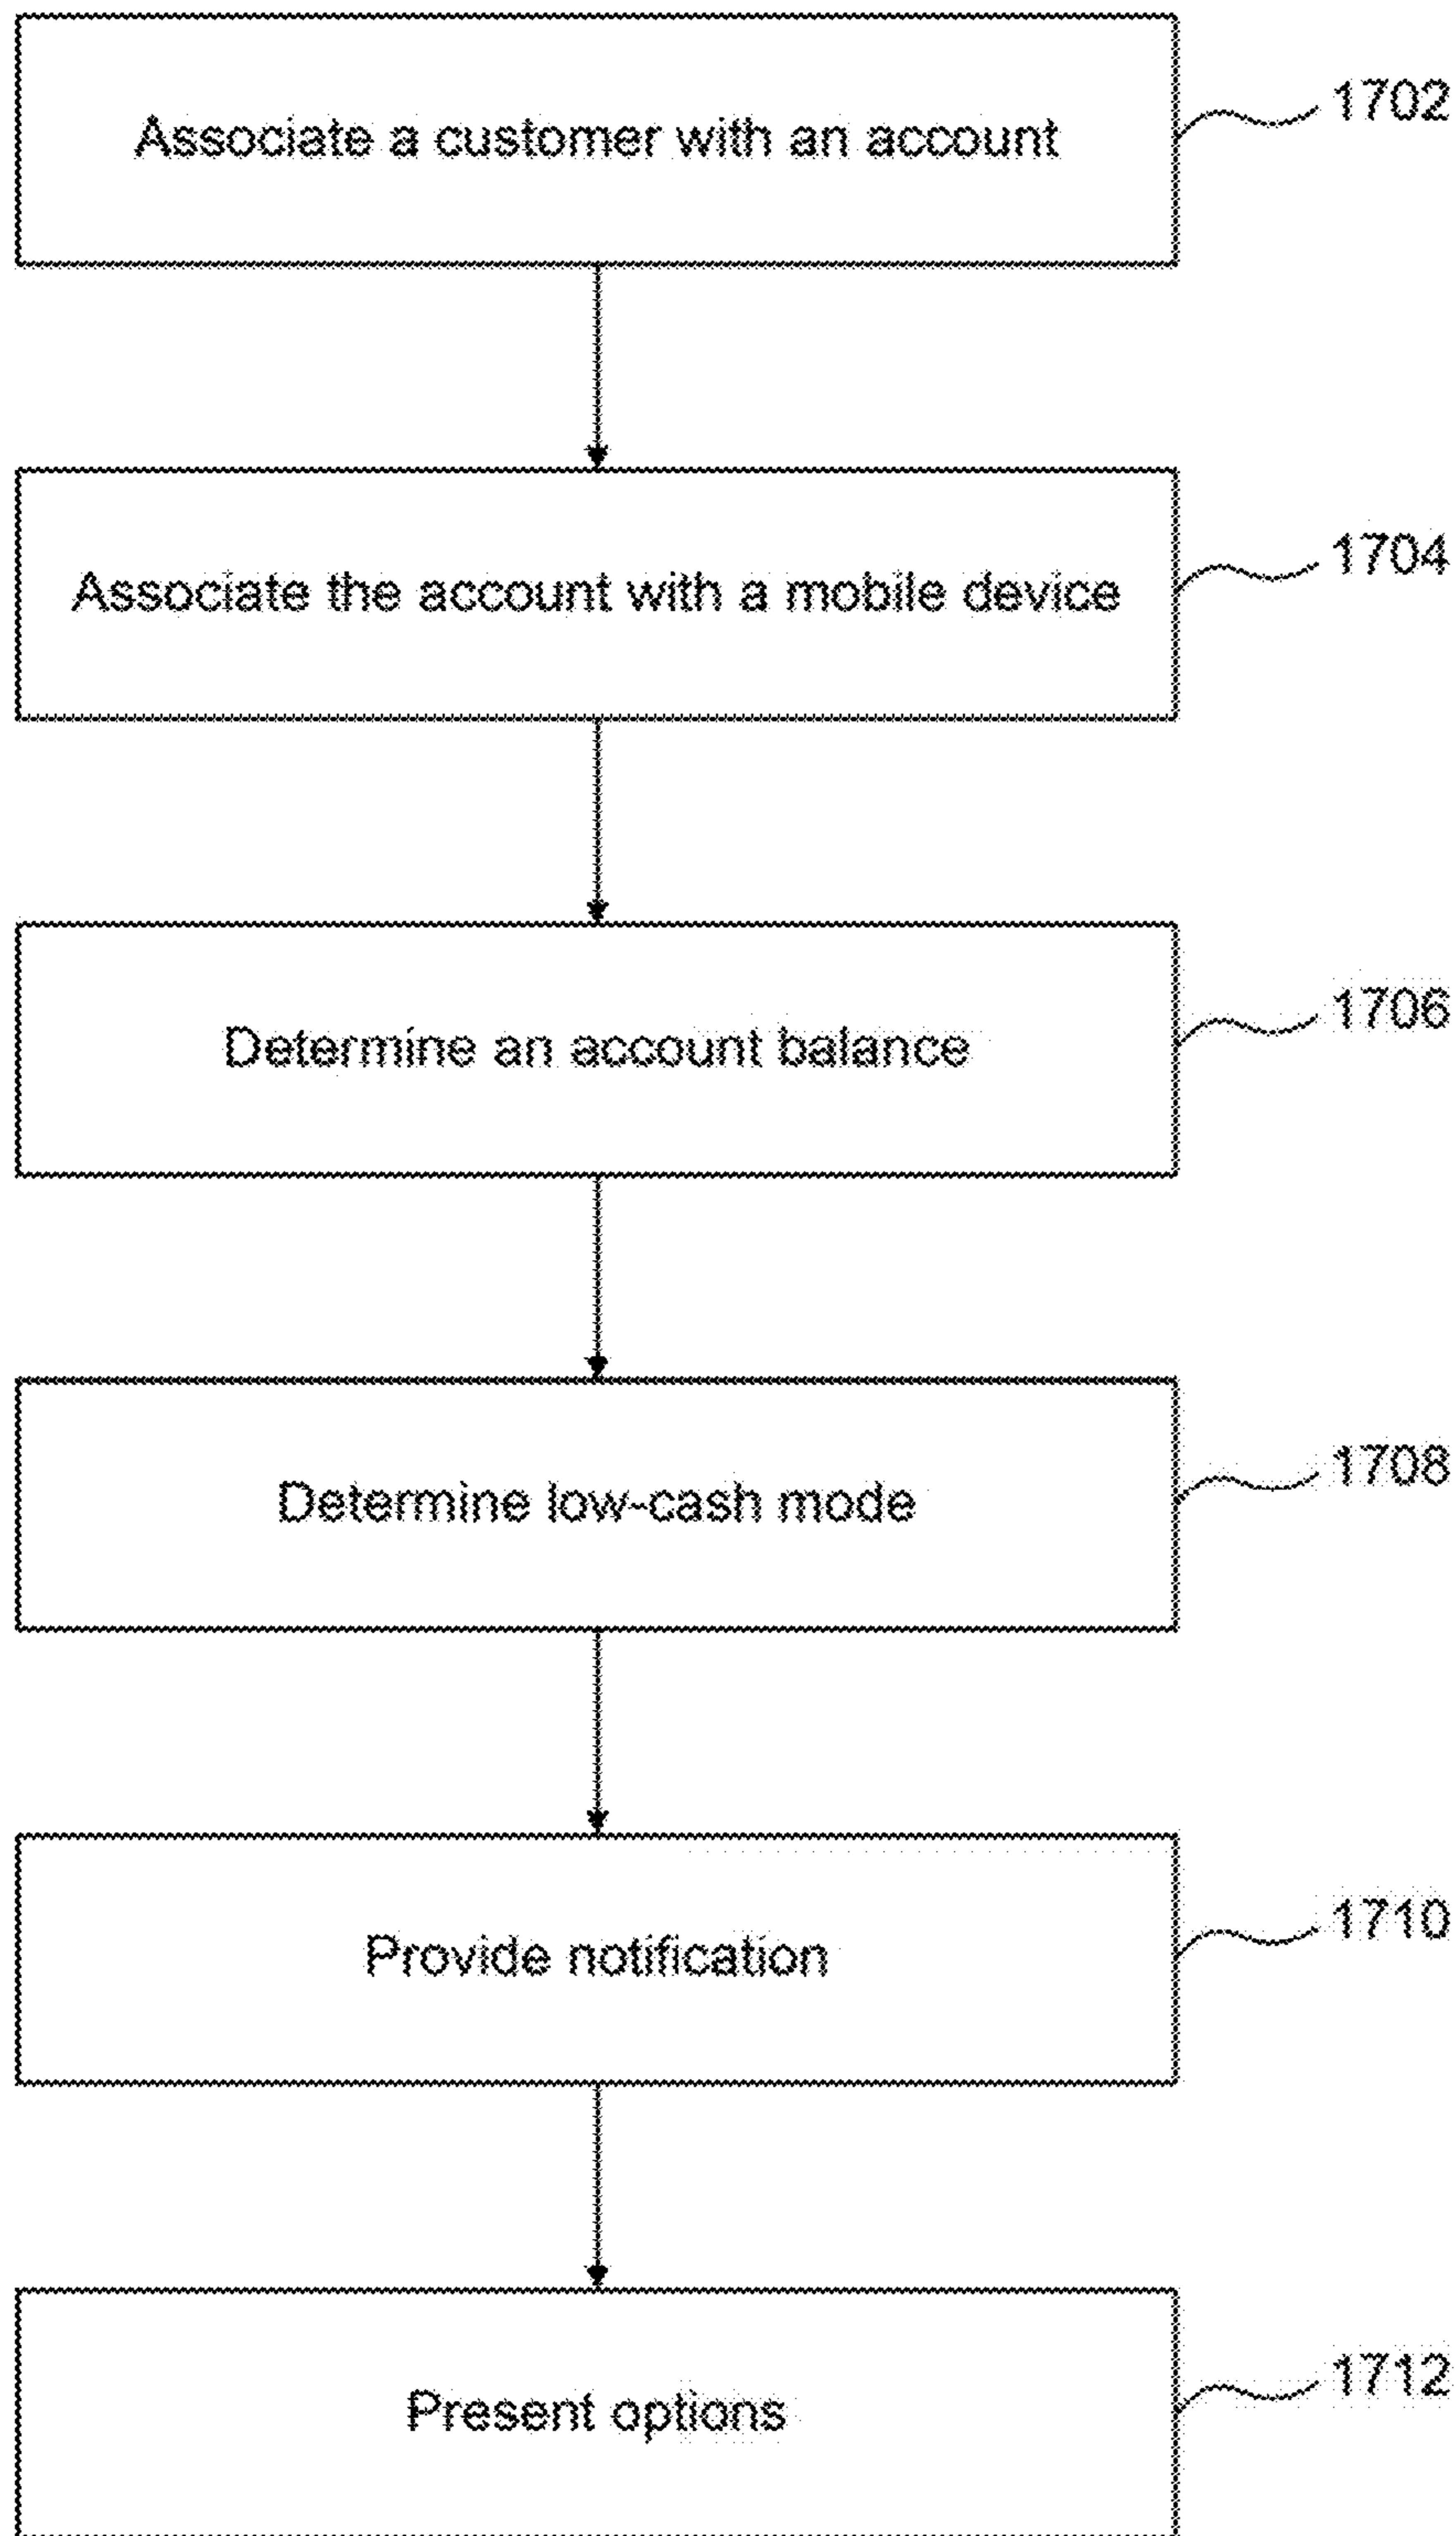 Associate a customer with an account
1702
Associate the account with a mobile device
1704
Determine an account balance
1706
Determine low-cash mode
1708
Provide notification
1710
Present options
1712